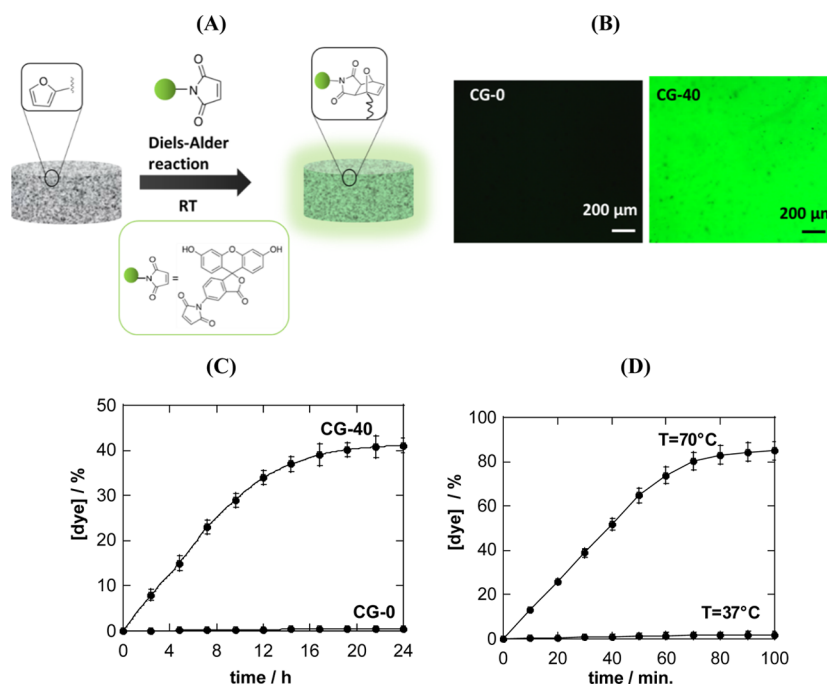 (A)
(B)
O
O
N
O
Diels-Alder
reaction
RT
O
N
O
O
O
N
O
=
HO
O
OH
O
O
O
N
O
CG-0
200 µm
CG-40
200 µm
(C)
50
40
30
20
10
0
[dye] / %
CG-40
CG-0
0 4 8 12 16 20 24
time / h
(D)
100
80
60
40
20
0
[dye] / %
T=70°C
T=37°C
0 20 40 60 80 100
time / min.